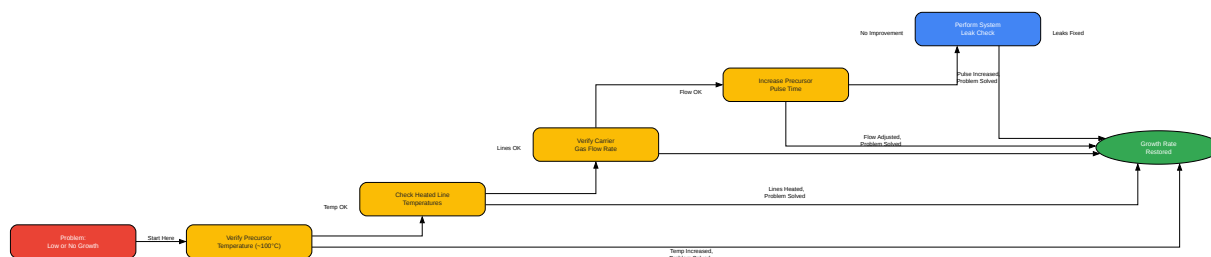 Perform System
Leak Check
No Improvement
Leaks Fixed
Increase Precursor
Pulse Time
Pulse Increased,
Problem Solved
Flow OK
Verify Carrier
Gas Flow Rate
Lines OK
Flow Adjusted,
Problem Solved
Growth Rate
Restored
Check Heated Line
Temperatures
Lines Heated,
Problem Solved
Temp OK
Problem:
Low or No Growth
Start Here
Verify Precursor
Temperature (~100°C)
Temp Increased,
Problem Solved